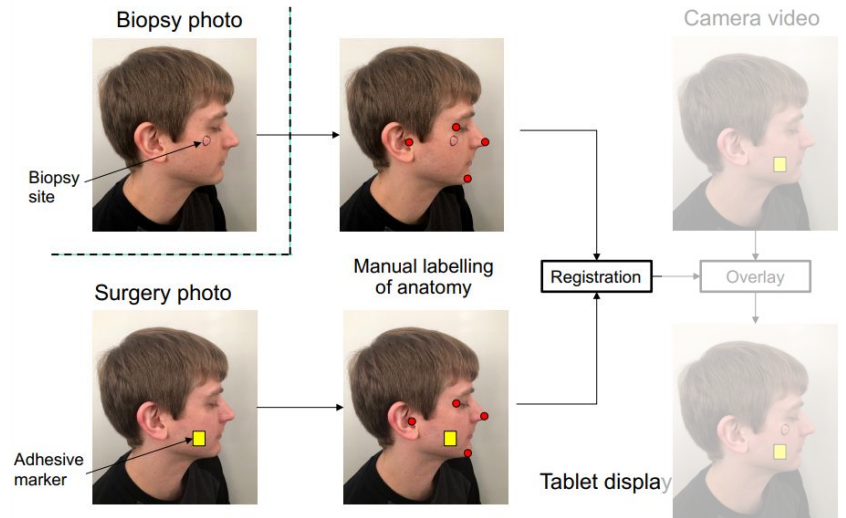 Biopsy photo
Camera video
Biopsy
site
Manual labelling
of anatomy
Registration
Overlay
Surgery photo
Adhesive
marker
Tablet display